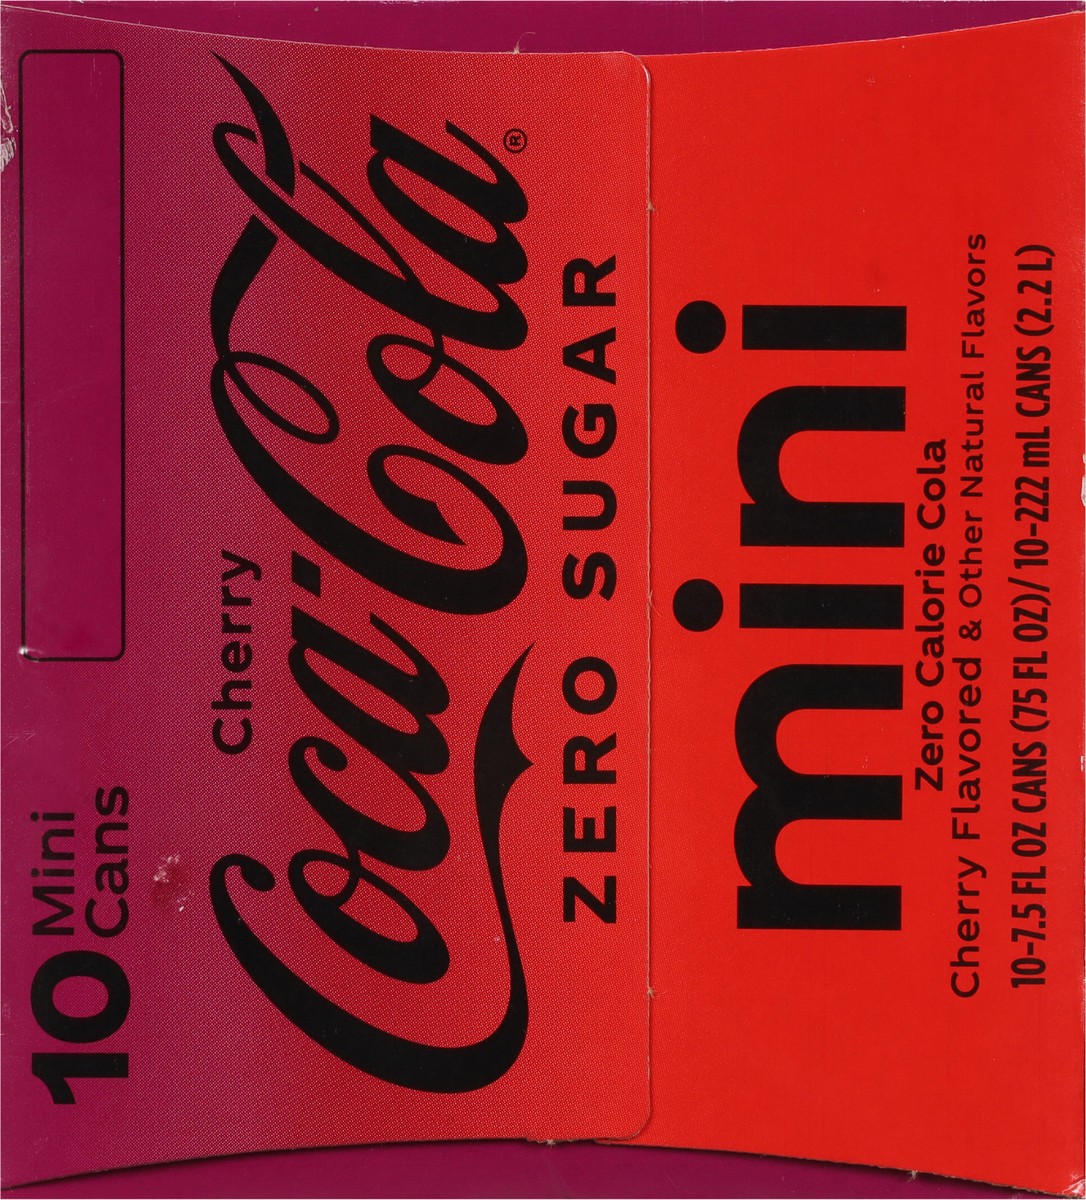 10 Mini
Cans
Cherry
Coca-Cola®
ZERO SUGAR
mini
Zero Calorie Cola
Cherry Flavored & Other Natural Flavors
10-7.5 FL OZ CANS (75 FL OZ)/ 10-222 mL CANS (2.2 L)